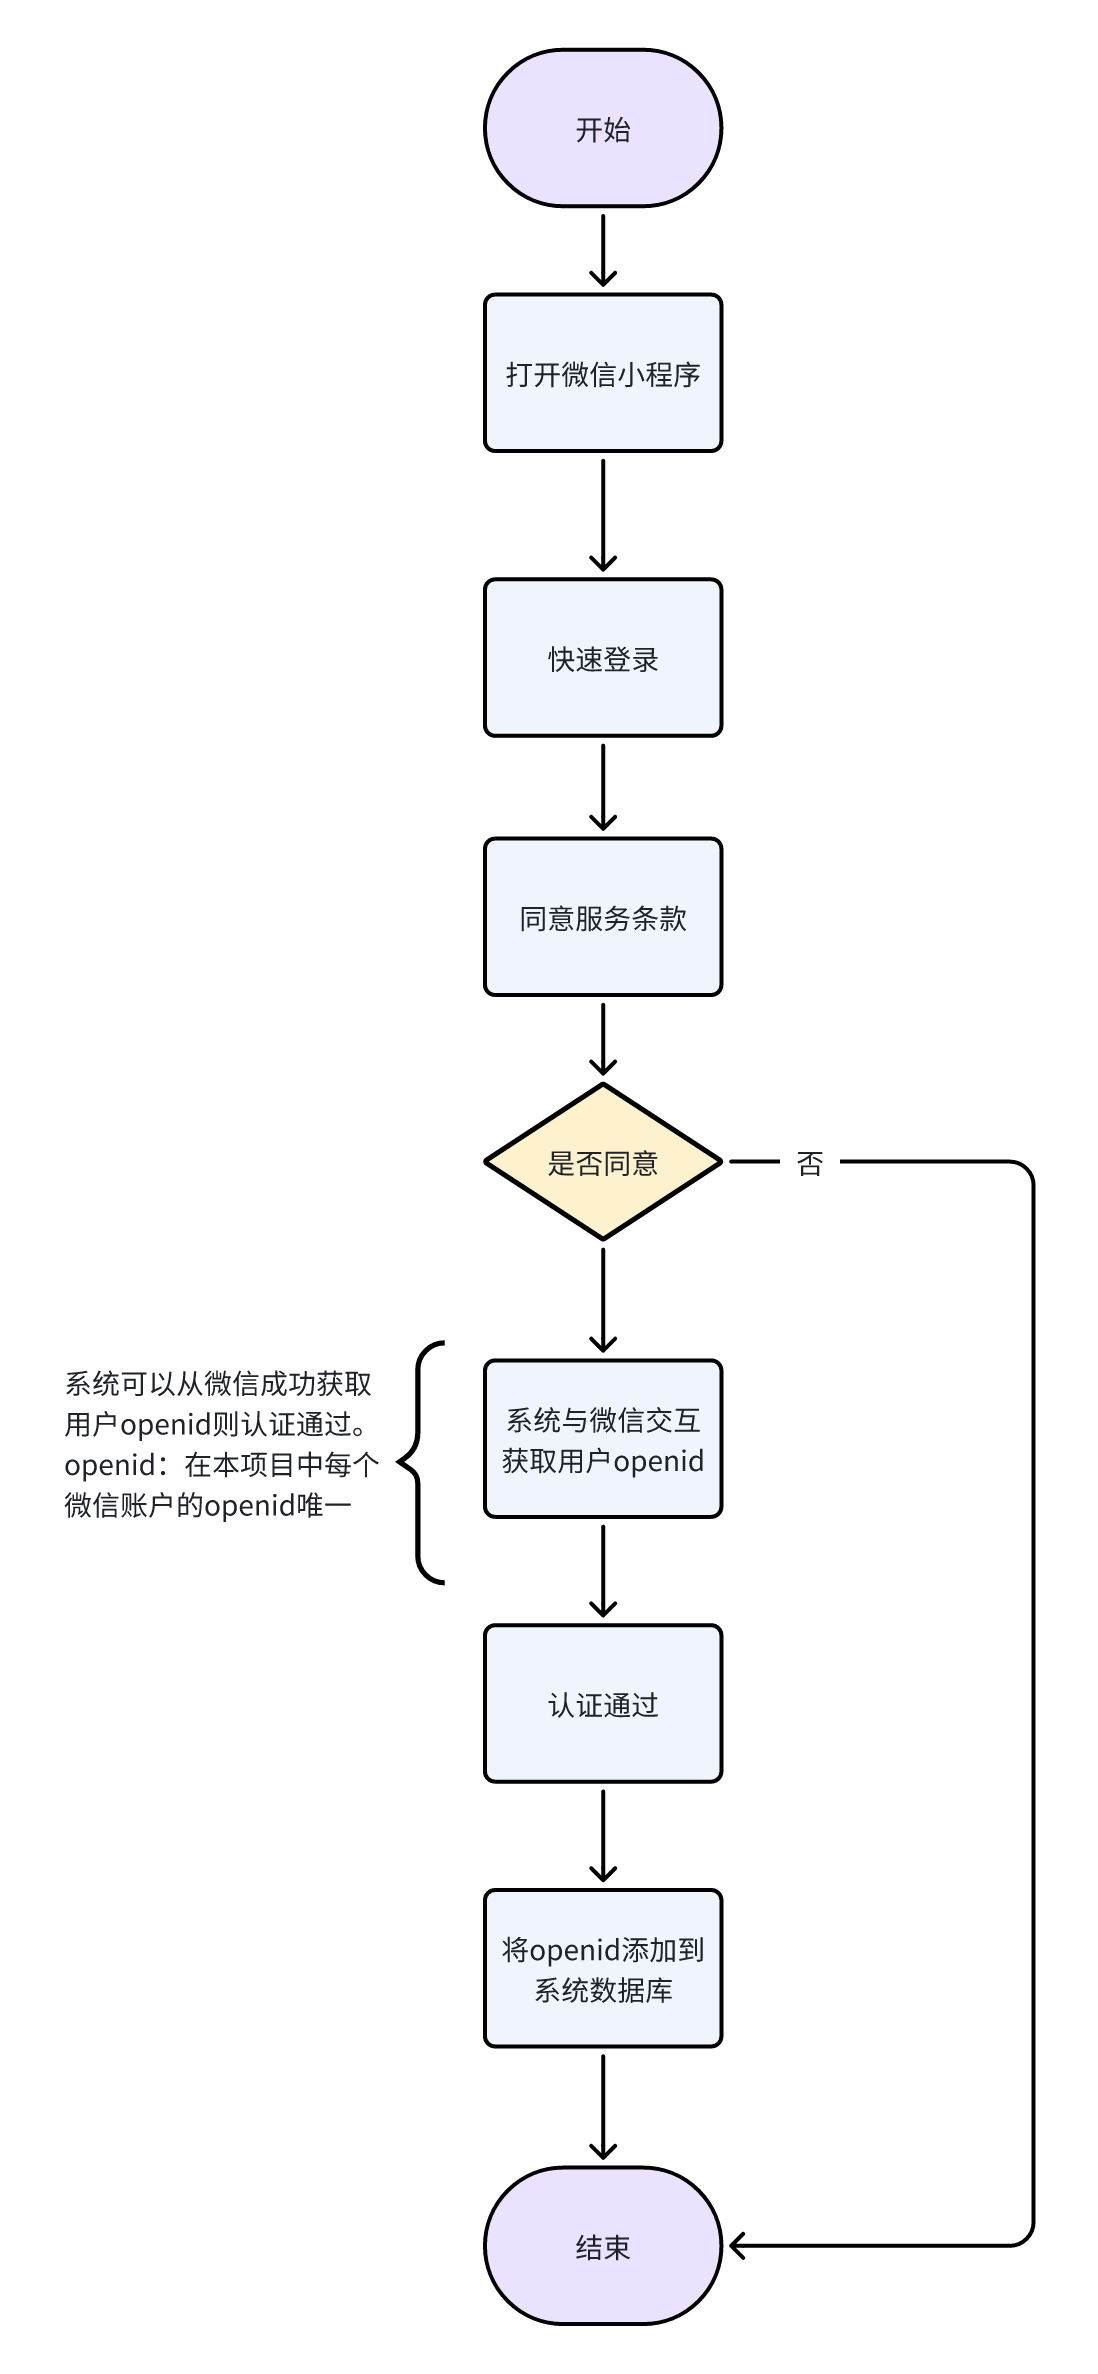 开始
打开微信小程序
快速登录
同意服务条款
是否同意
否
系统可以从微信成功获取
用户openid则认证通过。
openid：在本项目中每个
微信账户的openid唯一
系统与微信交互
获取用户openid
认证通过
将openid添加到
系统数据库
结束